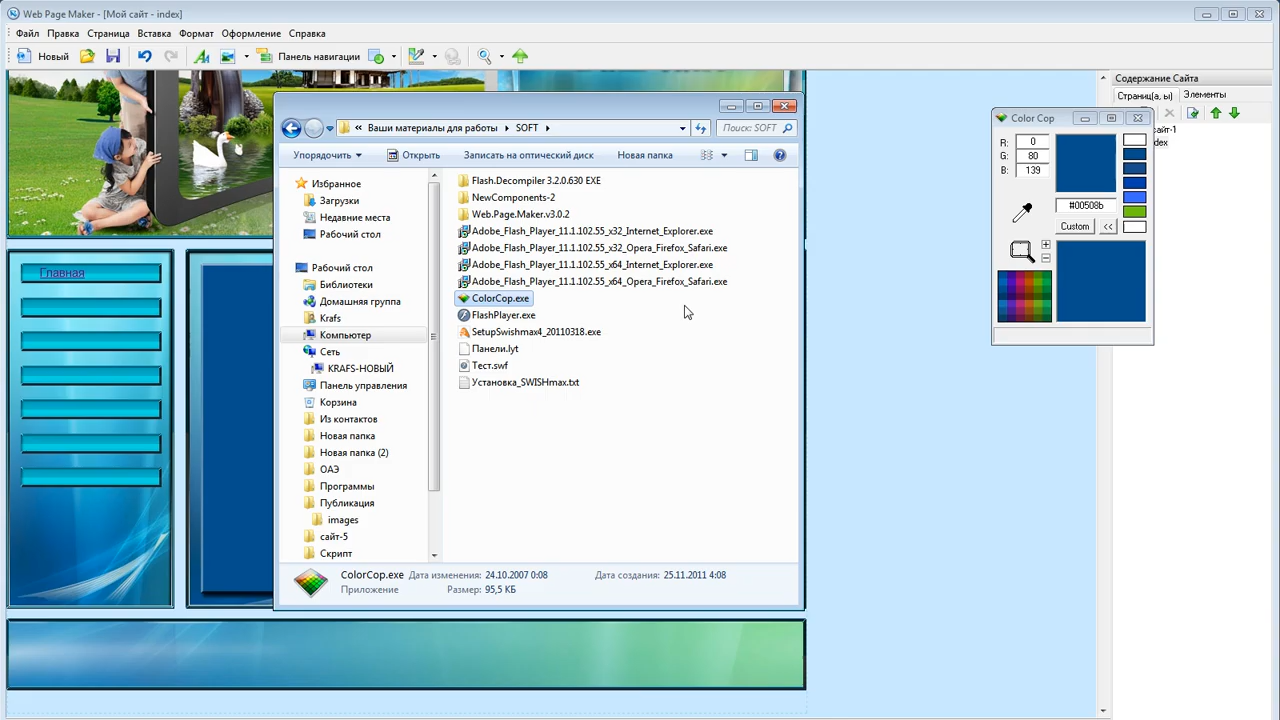 Web Page Maker - [Мой сайт - index]
Файл Правка Страница Вставка Формат Оформление Справка
Новый Панель навигации
Содержание Сайта
Страниц(а, ы) Элементы
сайт-1
ndex
Color Cop
R: 0
G: 80
B: 139
#00508b
Custom <<
Главная
« Ваши материалы для работы SOFT
Поиск: SOFT
Упорядочить Открыть Записать на оптический диск Новая папка
Избранное
Загрузки
Недавние места
Рабочий стол
Рабочий стол
Библиотеки
Домашняя группа
Krafs
Компьютер
Сеть
KRAFS-НОВЫЙ
Панель управления
Корзина
Из контактов
Новая папка
Новая папка (2)
ОАЭ
Программы
Публикация
images
сайт-5
Скрипт
Flash.Decompiler 3.2.0.630 EXE
NewComponents-2
Web.Page.Maker.v3.0.2
Adobe_Flash_Player_11.1.102.55_x32_Internet_Explorer.exe
Adobe_Flash_Player_11.1.102.55_x32_Opera_Firefox_Safari.exe
Adobe_Flash_Player_11.1.102.55_x64_Internet_Explorer.exe
Adobe_Flash_Player_11.1.102.55_x64_Opera_Firefox_Safari.exe
ColorCop.exe
FlashPlayer.exe
SetupSwishmax4_20110318.exe
Панели.lyt
Тест.swf
Установка_SWISHmax.txt
ColorCop.exe Дата изменения: 24.10.2007 0:08 Дата создания: 25.11.2011 4:08
Приложение Размер: 95,5 КБ